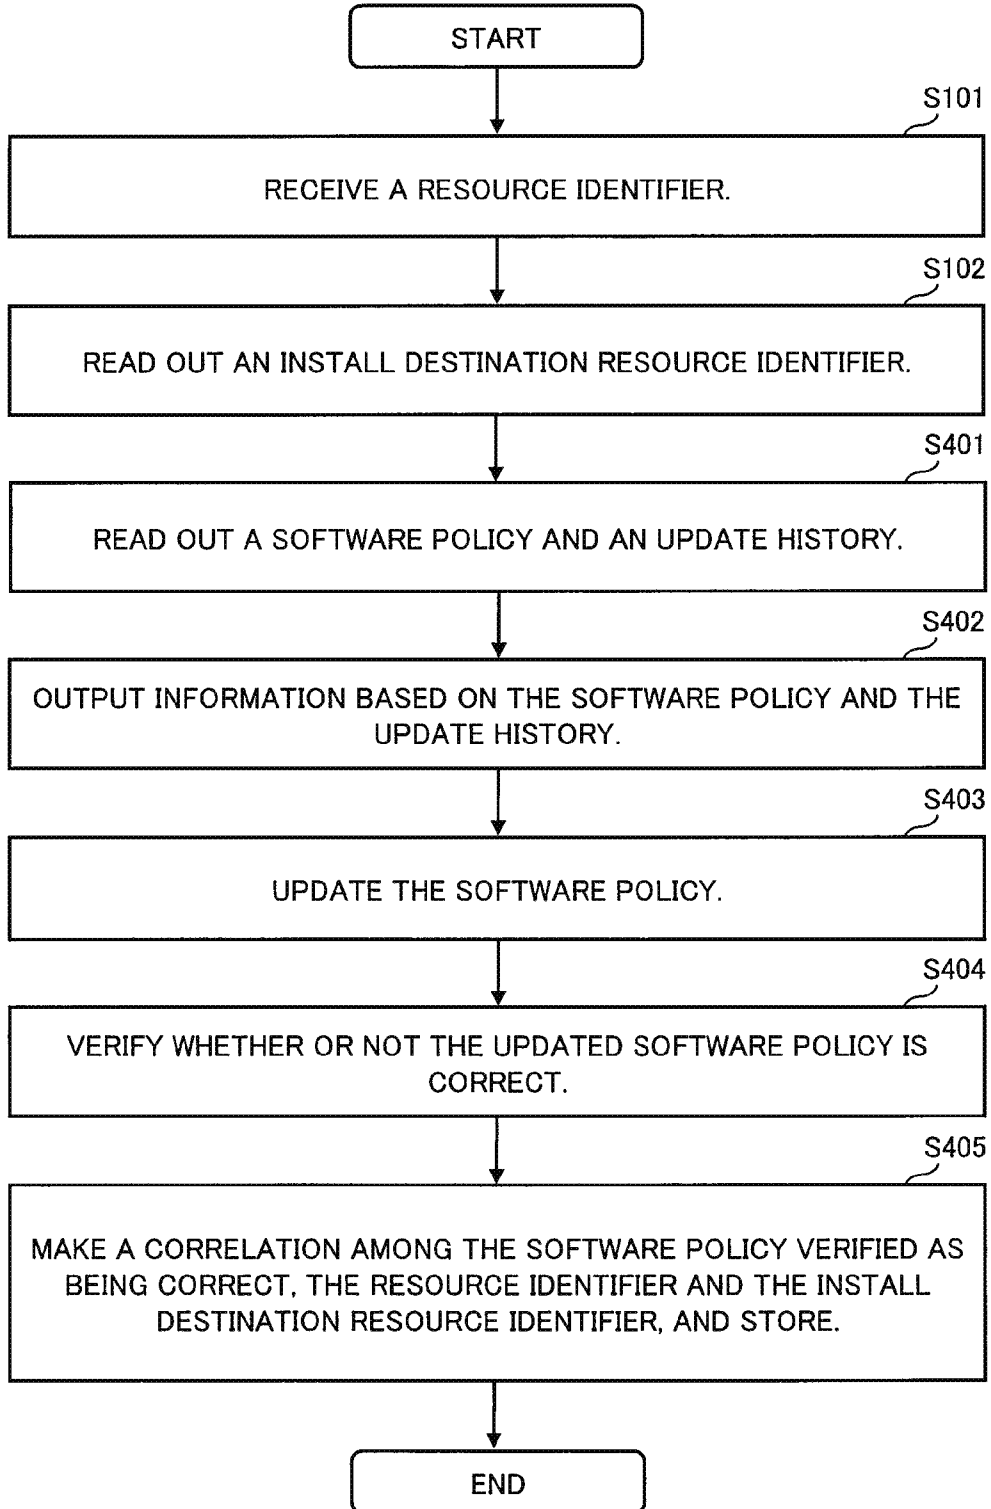 START
S101
RECEIVE A RESOURCE IDENTIFIER.
S102
READ OUT AN INSTALL DESTINATION RESOURCE IDENTIFIER.
S401
READ OUT A SOFTWARE POLICY AND AN UPDATE HISTORY.
S402
OUTPUT INFORMATION BASED ON THE SOFTWARE POLICY AND THE
UPDATE HISTORY.
S403
UPDATE THE SOFTWARE POLICY.
S404
VERIFY WHETHER OR NOT THE UPDATED SOFTWARE POLICY IS
CORRECT.
S405
MAKE A CORRELATION AMONG THE SOFTWARE POLICY VERIFIED AS
BEING CORRECT, THE RESOURCE IDENTIFIER AND THE INSTALL
DESTINATION RESOURCE IDENTIFIER, AND STORE.
END